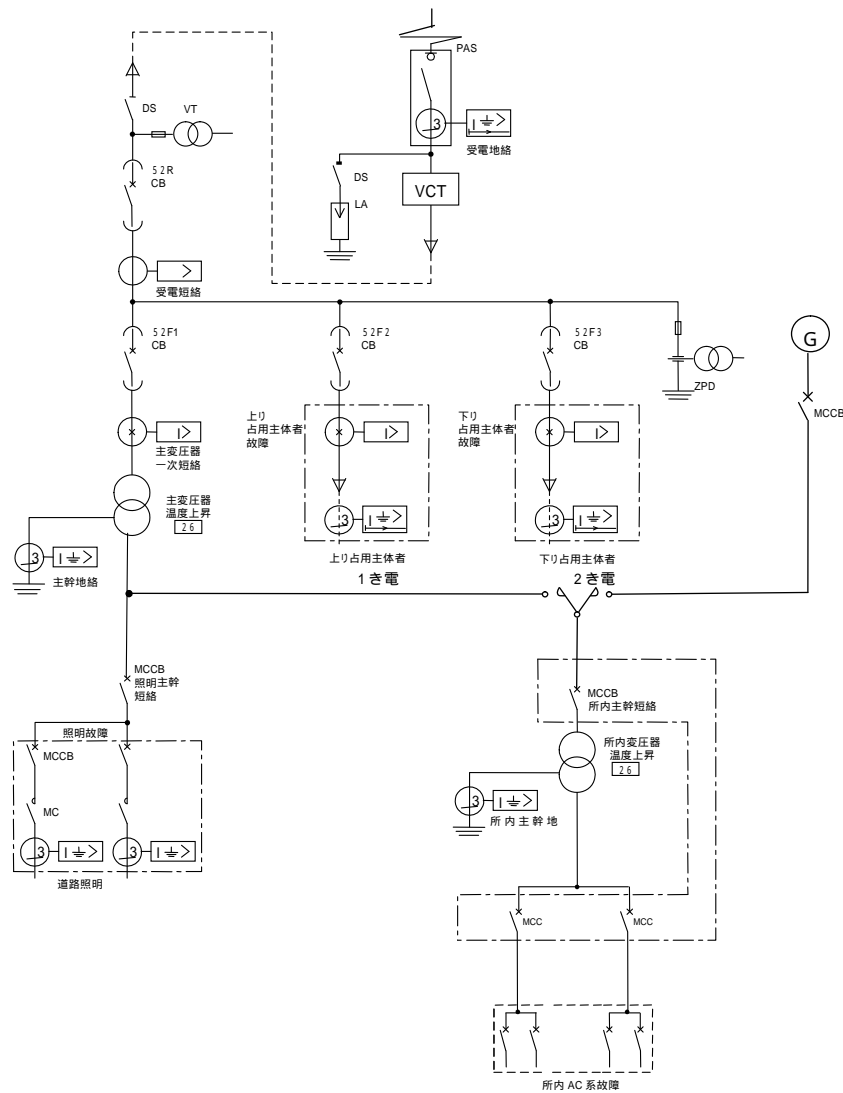 PAS
DS
VT
I ⏚ >
受電地絡
52R
CB
DS
VCT
LA
>
受電短絡
52F1
CB
52F2
CB
52F3
CB
G
ZPD
MCCB
I>
主変圧器
一次短絡
上り
占用主体者
故障
I>
下り
占用主体者
故障
I>
主変圧器
温度上昇
26
3
I ⏚ >
3
I ⏚ >
3
I ⏚ >
主幹地絡
上り占用主体者
下り占用主体者
1き電
2き電
MCCB
照明主幹
短絡
MCCB
所内主幹短絡
照明故障
MCCB
所内変圧器
温度上昇
26
MC
3
I ⏚ >
所内主幹地
3
I ⏚ >
3
I ⏚ >
道路照明
MCC
MCC
所内AC系故障